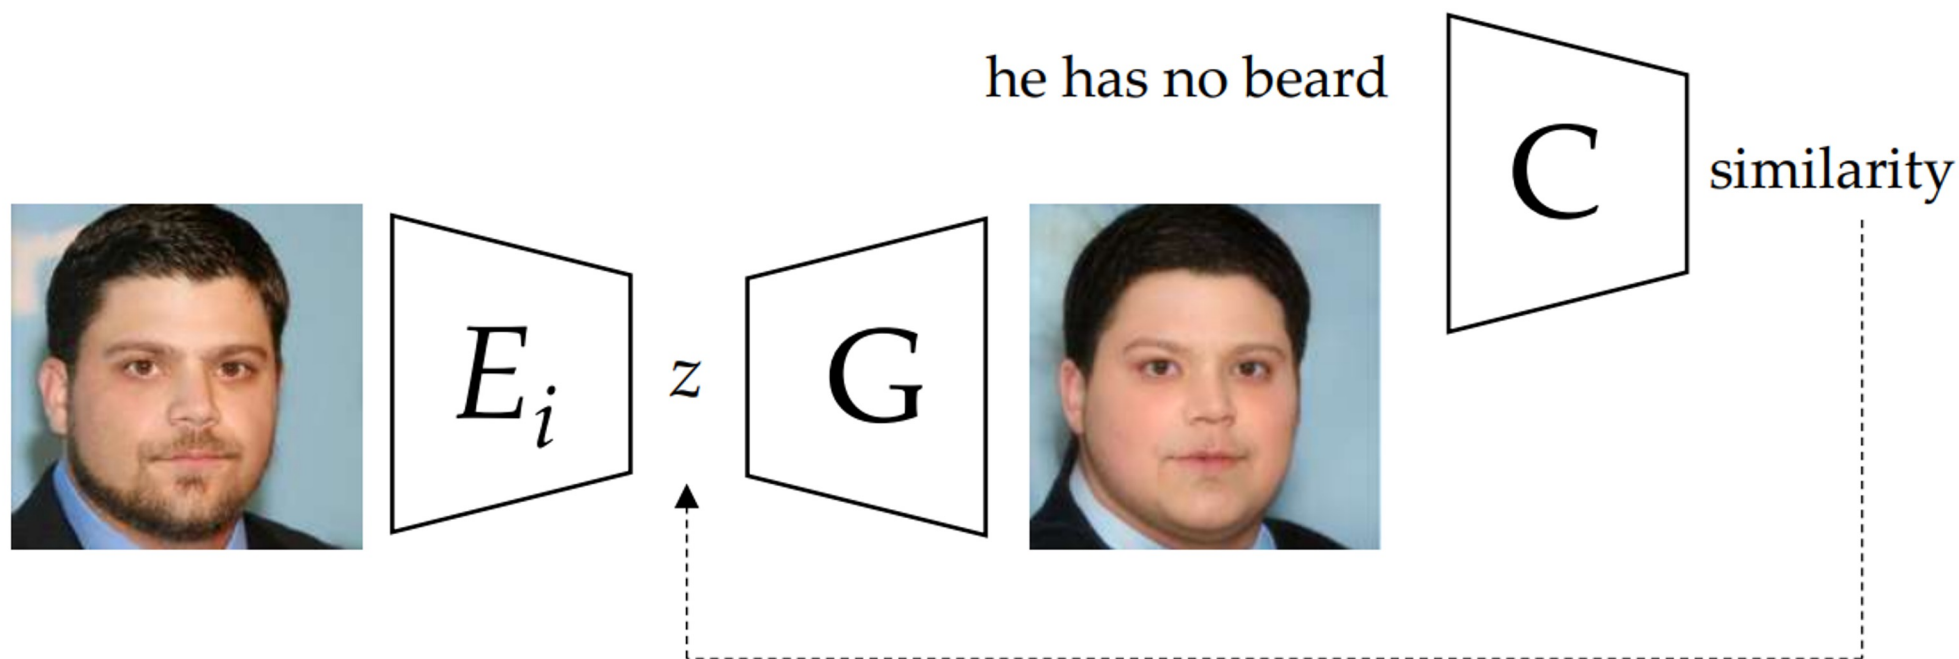 he has no beard
C
similarity
E_i
z
G